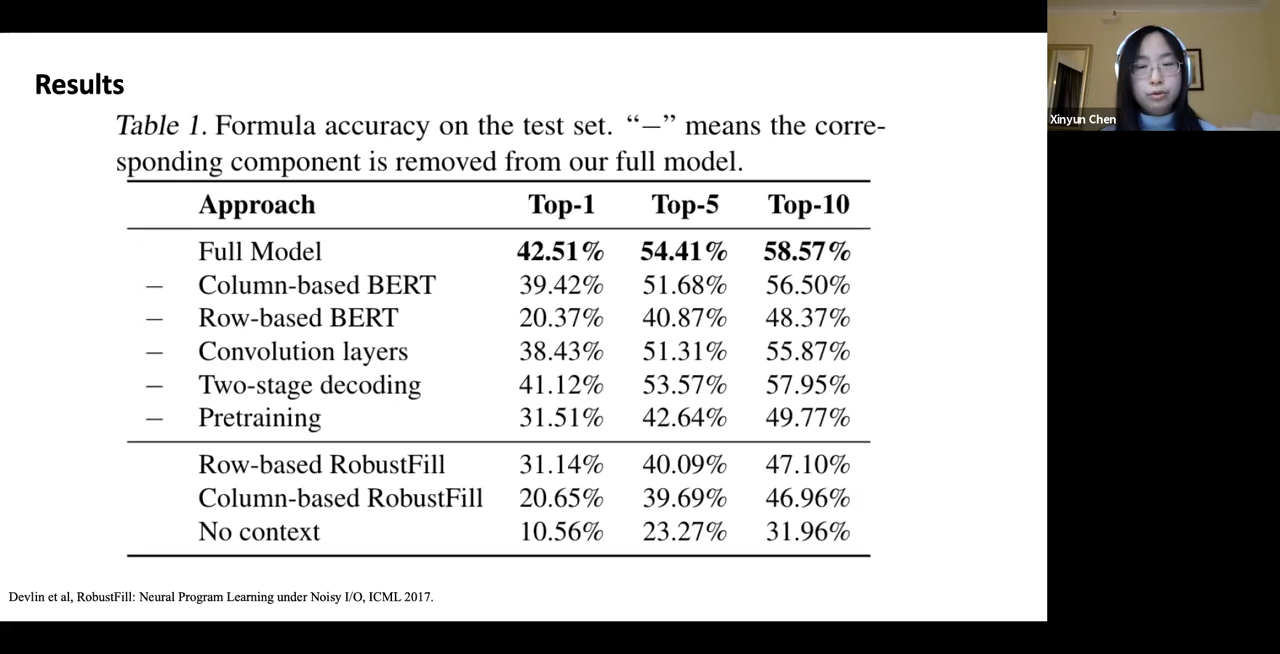 Results
Table 1. Formula accuracy on the test set. “−” means the corre-
sponding component is removed from our full model.
Approach Top-1 Top-5 Top-10
Full Model 42.51% 54.41% 58.57%
− Column-based BERT 39.42% 51.68% 56.50%
− Row-based BERT 20.37% 40.87% 48.37%
− Convolution layers 38.43% 51.31% 55.87%
− Two-stage decoding 41.12% 53.57% 57.95%
− Pretraining 31.51% 42.64% 49.77%
Row-based RobustFill 31.14% 40.09% 47.10%
Column-based RobustFill 20.65% 39.69% 46.96%
No context 10.56% 23.27% 31.96%
Devlin et al, RobustFill: Neural Program Learning under Noisy I/O, ICML 2017.
Xinyun Chen